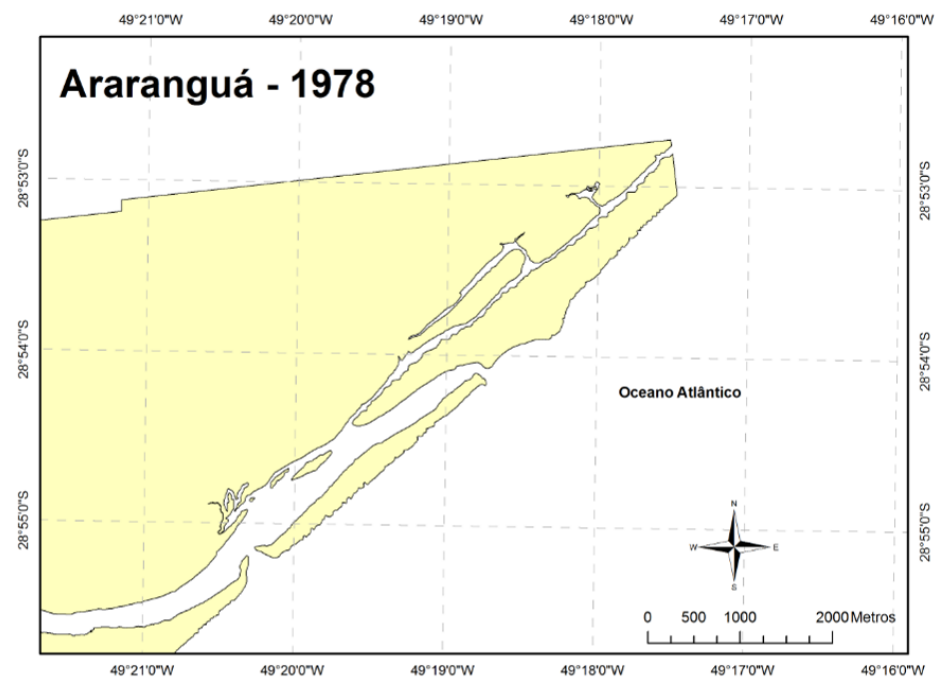 49°21'0"W 49°20'0"W 49°19'0"W 49°18'0"W 49°17'0"W 49°16'0"W
Araranguá - 1978
28°53'0"S 28°53'0"S
28°54'0"S 28°54'0"S
Oceano Atlântico
28°55'0"S 28°55'0"S
N
W E
S
0 500 1000 2000 Metros
49°21'0"W 49°20'0"W 49°19'0"W 49°18'0"W 49°17'0"W 49°16'0"W